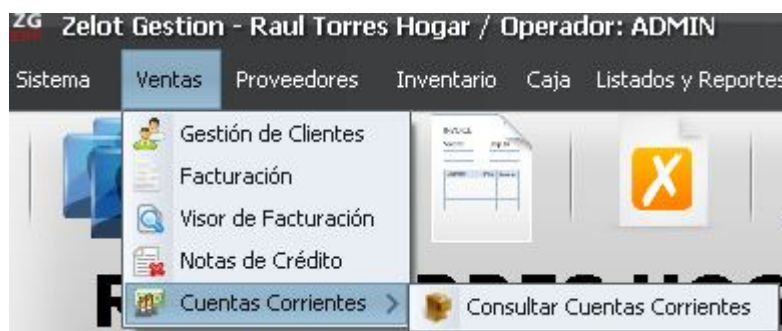 ZG Zelot Gestion - Raul Torres Hogar / Operador: ADMIN
Sistema Ventas Proveedores Inventario Caja Listados y Reportes
Gestión de Clientes
INVOICE
Facturación
Visor de Facturación
Notas de Crédito
Cuentas Corrientes
Consultar Cuentas Corrientes